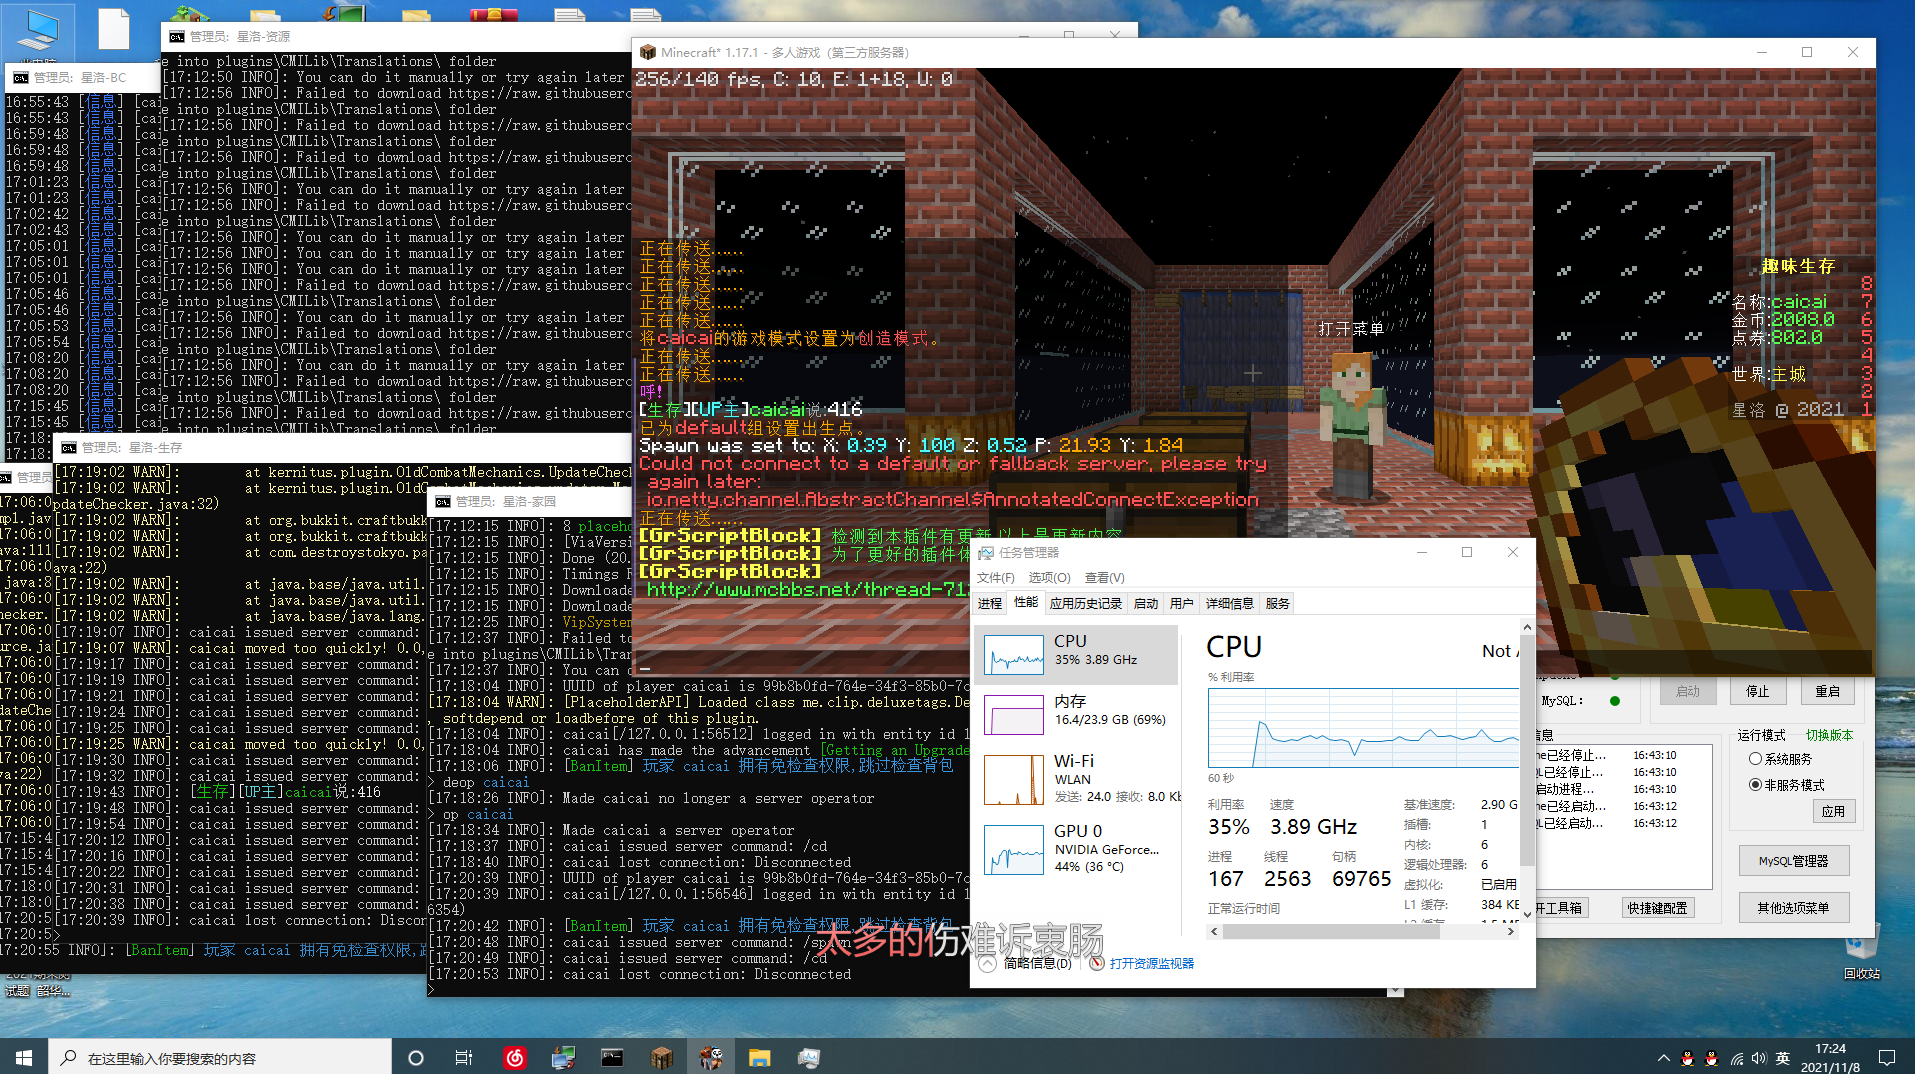 管理员: 星洛-资源
e into plugins\CMILib\Translations\ folder
[17:12:50 INFO]: You can do it manually or try again later
[17:12:56 INFO]: Failed to download https://raw.githubuserc
e into plugins\CMILib\Translations\ folder
[17:12:56 INFO]: Failed to download https://raw.githubuserc
e into plugins\CMILib\Translations\ folder
[17:12:56 INFO]: Failed to download https://raw.githubuserc
e into plugins\CMILib\Translations\ folder
[17:12:56 INFO]: You can do it manually or try again later
[17:12:56 INFO]: Failed to download https://raw.githubuserc
e into plugins\CMILib\Translations\ folder
[17:12:56 INFO]: You can do it manually or try again later
[17:12:56 INFO]: Failed to download https://raw.githubuserc
[17:12:56 INFO]: You can do it manually or try again later
[17:12:56 INFO]: You can do it manually or try again later
e into plugins\CMILib\Translations\ folder
[17:12:56 INFO]: You can do it manually or try again later
[17:12:56 INFO]: Failed to download https://raw.githubuserc
e into plugins\CMILib\Translations\ folder
[17:12:56 INFO]: You can do it manually or try again later
[17:12:56 INFO]: Failed to download https://raw.githubuserc
e into plugins\CMILib\Translations\ folder
[17:12:56 INFO]: Failed to download https://raw.githubuserc
管理员: 星洛-BC
16:55:43 [信息] [cai
16:55:43 [信息] [cai
16:59:48 [信息] [cai
16:59:48 [信息] [cai
16:59:48 [信息] [cai
17:01:23 [信息] [cai
17:01:23 [信息] [cai
17:02:42 [信息] [cai
17:02:43 [信息] [cai
17:05:01 [信息] [cai
17:05:01 [信息] [cai
17:05:01 [信息] [cai
17:05:46 [信息] [cai
17:05:46 [信息] [cai
17:05:53 [信息] [cai
17:05:54 [信息] [cai
17:08:20 [信息] [cai
17:08:20 [信息] [cai
17:08:20 [信息] [cai
17:15:45 [信息] [cai
17:15:45 [信息] [cai
管理员: 星洛-生存
[17:19:02 WARN]: at kernitus.plugin.OldCombatMechanics.UpdateChec
[17:19:02 WARN]: at kernitus.plugin.OldCombat
pdateChecker.java:32)
[17:19:02 WARN]: at org.bukkit.craftbukk
[17:19:02 WARN]: at org.bukkit.craftbukk
[17:19:02 WARN]: at com.destroystokyo.pa
ava:22)
[17:19:02 WARN]: at java.base/java.util.
[17:19:02 WARN]: at java.base/java.util.
[17:19:02 WARN]: at java.base/java.lang.
[17:19:07 INFO]: caicai issued server command:
[17:19:07 WARN]: caicai moved too quickly! 0.0,
[17:19:17 INFO]: caicai issued server command:
[17:19:19 INFO]: caicai issued server command:
[17:19:21 INFO]: caicai issued server command:
[17:19:24 INFO]: caicai issued server command:
[17:19:25 INFO]: caicai issued server command:
[17:19:25 WARN]: caicai moved too quickly! 0.0,
[17:19:30 INFO]: caicai issued server command:
[17:19:32 INFO]: caicai issued server command:
[17:19:43 INFO]: [生存][UP主]caicai说:416
[17:19:48 INFO]: caicai issued server command:
[17:19:54 INFO]: caicai issued server command:
[17:20:12 INFO]: caicai issued server command:
[17:20:16 INFO]: caicai issued server command:
[17:20:22 INFO]: caicai issued server command:
[17:20:31 INFO]: caicai issued server command:
[17:20:38 INFO]: caicai issued server command:
[17:20:39 INFO]: caicai lost connection: Discon
>
17:20:55 INFO]: [BanItem] 玩家 caicai 拥有免检查权限,跳
管理员: 星洛-家园
[17:12:15 INFO]: 8 placeho
[17:12:15 INFO]: [ViaVersi
[17:12:15 INFO]: Done (20.
[17:12:15 INFO]: Timings R
[17:12:15 INFO]: Downloade
[17:12:15 INFO]: Downloade
[17:12:25 INFO]: VipSystem
[17:12:37 INFO]: Failed to
e into plugins\CMILib\Tran
[17:12:37 INFO]: You can d
[17:18:04 INFO]: UUID of player caicai is 99b8b0fd-764e-34f3-85b0-7c
[17:18:04 WARN]: [PlaceholderAPI] Loaded class me.clip.deluxetags.De
, softdepend or loadbefore of this plugin.
[17:18:04 INFO]: caicai[/127.0.0.1:56512] logged in with entity id 1
[17:18:04 INFO]: caicai has made the advancement [Getting an Upgrade
[17:18:06 INFO]: [BanItem] 玩家 caicai 拥有免检查权限,跳过检查背包
> deop caicai
[17:18:26 INFO]: Made caicai no longer a server operator
> op caicai
[17:18:34 INFO]: Made caicai a server operator
[17:18:37 INFO]: caicai issued server command: /cd
[17:18:40 INFO]: caicai lost connection: Disconnected
[17:20:39 INFO]: UUID of player caicai is 99b8b0fd-764e-34f3-85b0-7c
[17:20:39 INFO]: caicai[/127.0.0.1:56546] logged in with entity id 1
6354)
[17:20:42 INFO]: [BanItem] 玩家 caicai 拥有免检查权限,跳过检查背包
[17:20:48 INFO]: caicai issued server command: /spawn
[17:20:49 INFO]: caicai issued server command: /cd
[17:20:53 INFO]: caicai lost connection: Disconnected
>
太多的伤难诉衷肠
Minecraft* 1.17.1 - 多人游戏（第三方服务器）
256/140 fps, C: 10, E: 1+18, U: 0
正在传送......
正在传送......
正在传送......
正在传送......
正在传送......
将caicai的游戏模式设置为创造模式。
正在传送......
正在传送......
呼!
[生存][UP主]caicai说:416
已为default组设置出生点。
Spawn was set to: X: 0.39 Y: 100 Z: 0.52 P: 21.93 Y: 1.84
Could not connect to a default or fallback server, please try
again later:
io.netty.channel.AbstractChannel$AnnotatedConnectException
正在传送......
[GrScriptBlock] 检测到本插件有更新,以上是更新内容
[GrScriptBlock] 为了更好的插件体
[GrScriptBlock]
http://www.mcbbs.net/thread-71
打开菜单
趣味生存
8
名称:caicai 7
金币:2008.0 6
点券:802.0 5
4
世界:主城 3
2
星洛 @ 2021 1
任务管理器
文件(F) 选项(O) 查看(V)
进程 性能 应用历史记录 启动 用户 详细信息 服务
CPU
35% 3.89 GHz
内存
16.4/23.9 GB (69%)
Wi-Fi
WLAN
发送: 24.0 接收: 8.0 Kb
GPU 0
NVIDIA GeForce...
44% (36 °C)
CPU Not
% 利用率
60 秒
利用率 速度
35% 3.89 GHz
进程 线程 句柄
167 2563 69765
正常运行时间
基准速度: 2.90 G
插槽: 1
内核: 6
逻辑处理器: 6
虚拟化: 已启用
L1 缓存: 384 KE
简略信息(D) 打开资源监视器
MySQL:
启动 停止 重启
运行模式 切换版本
系统服务
非服务模式
应用
已经停止... 16:43:10
已经停止... 16:43:10
启动进程... 16:43:10
已经启动... 16:43:12
已经启动... 16:43:12
MySQL管理器
工具箱 快捷键配置 其他选项菜单
回收站
在这里输入你要搜索的内容
英
17:24
2021/11/8